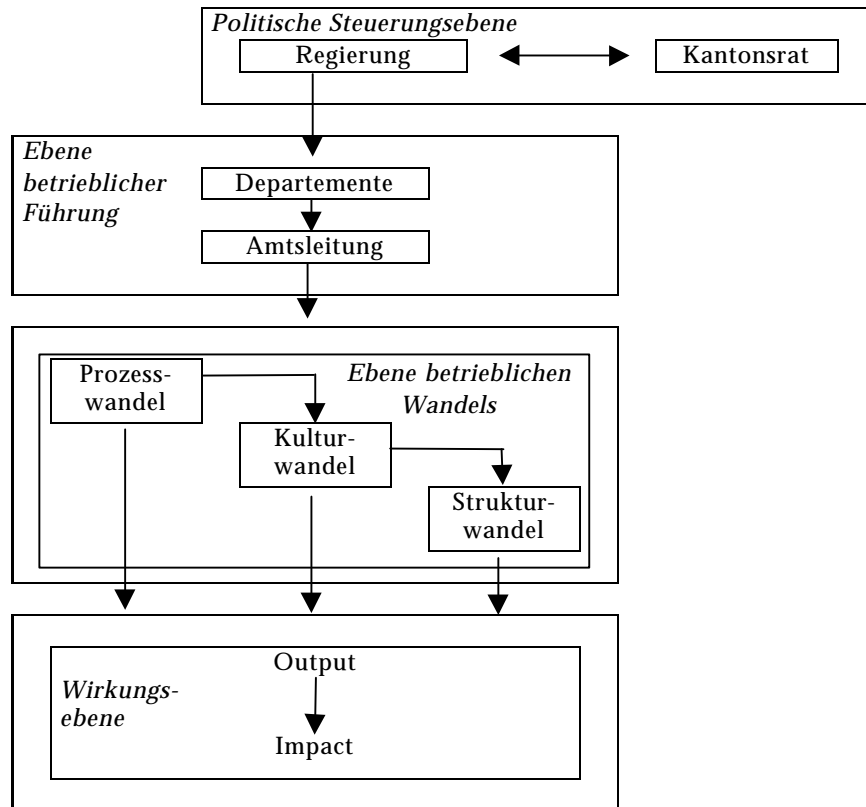 Politische Steuerungsebene
Regierung
Kantonsrat
Ebene
betrieblicher
Führung
Departemente
Amtsleitung
Prozess-
wandel
Ebene betrieblichen
Wandels
Kultur-
wandel
Struktur-
wandel
Output
Wirkungs-
ebene
Impact